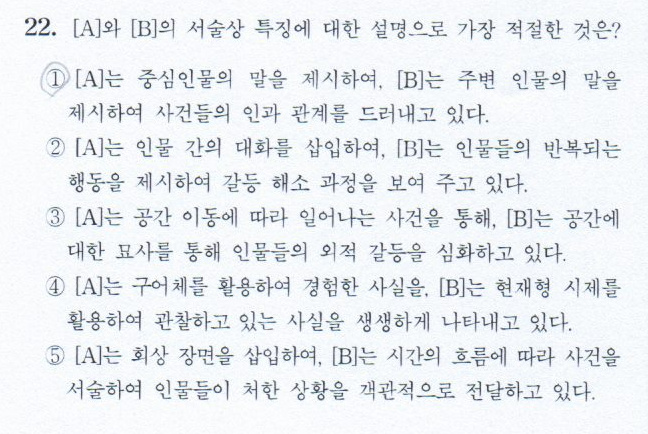 22. [A]와 [B]의 서술상 특징에 대한 설명으로 가장 적절한 것은?
① [A]는 중심인물의 말을 제시하여, [B]는 주변 인물의 말을
제시하여 사건들의 인과 관계를 드러내고 있다.
② [A]는 인물 간의 대화를 삽입하여, [B]는 인물들의 반복되는
행동을 제시하여 갈등 해소 과정을 보여 주고 있다.
③ [A]는 공간 이동에 따라 일어나는 사건을 통해, [B]는 공간에
대한 묘사를 통해 인물들의 외적 갈등을 심화하고 있다.
④ [A]는 구어체를 활용하여 경험한 사실을, [B]는 현재형 시제를
활용하여 관찰하고 있는 사실을 생생하게 나타내고 있다.
⑤ [A]는 회상 장면을 삽입하여, [B]는 시간의 흐름에 따라 사건을
서술하여 인물들이 처한 상황을 객관적으로 전달하고 있다.